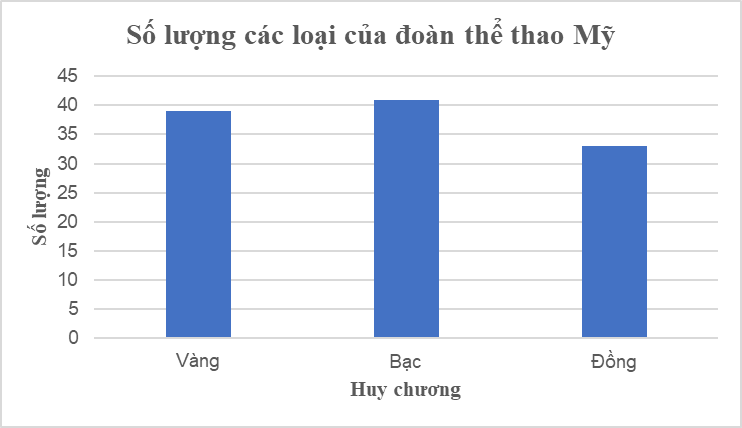 Số lượng các loại của đoàn thể thao Mỹ
Số lượng
45
40
35
30
25
20
15
10
5
0
Vàng
Bạc
Đồng
Huy chương